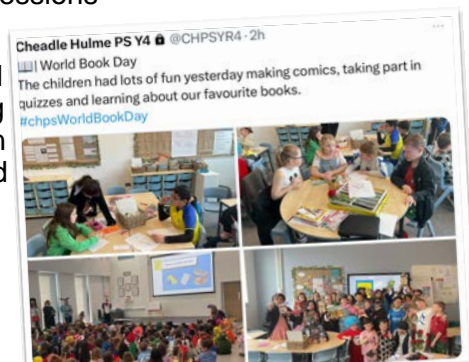 Cheadle Hulme PS Y4 🔒 @CHPSYR4 · 2h
📖| World Book Day
The children had lots of fun yesterday making comics, taking part in
quizzes and learning about our favourite books.
#chpsWorldBookDay